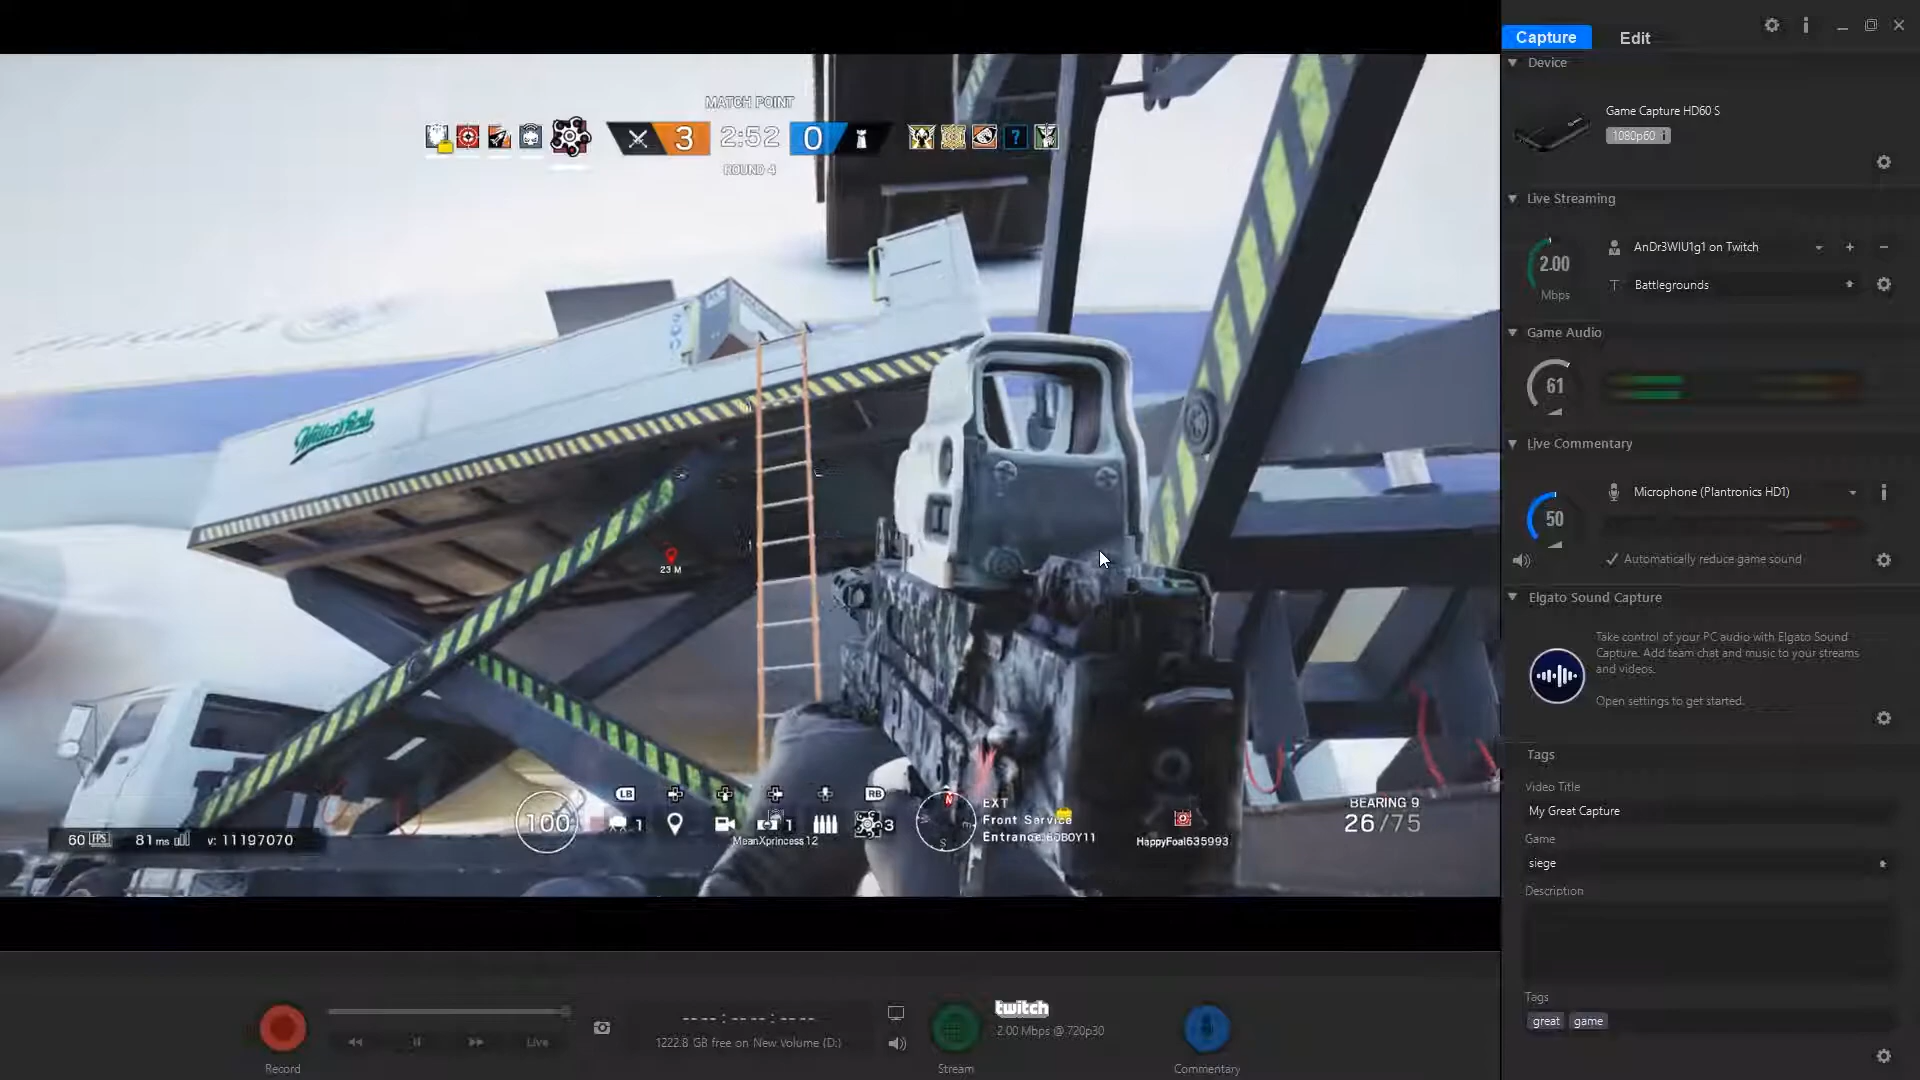 Capture
Edit
Device
Game Capture HD60 S
1080p60
Live Streaming
2.00
Mbps
AnDr3WlU1g1 on Twitch
Battlegrounds
Game Audio
61
Live Commentary
50
Microphone (Plantronics HD1)
Automatically reduce game sound
Elgato Sound Capture
Take control of your PC audio with Elgato Sound
Capture. Add team chat and music to your streams
and videos.
Open settings to get started.
Tags
Video Title
My Great Capture
Game
siege
Description
Tags
great game
MATCH POINT
3 2:52 0
ROUND 4
?
23 M
60 FPS 81 ms v: 11197070
100
LB
RB
1
1
3
MeanXprincess12
N
S
EXT
Front Service
Entrance
BOBOY11
HappyFoal635993
BEARING 9
26/75
Record
Live
-- -- : -- -- : -- --
1222.8 GB free on New Volume (D:)
Stream
twitch
2.00 Mbps @ 720p30
Commentary